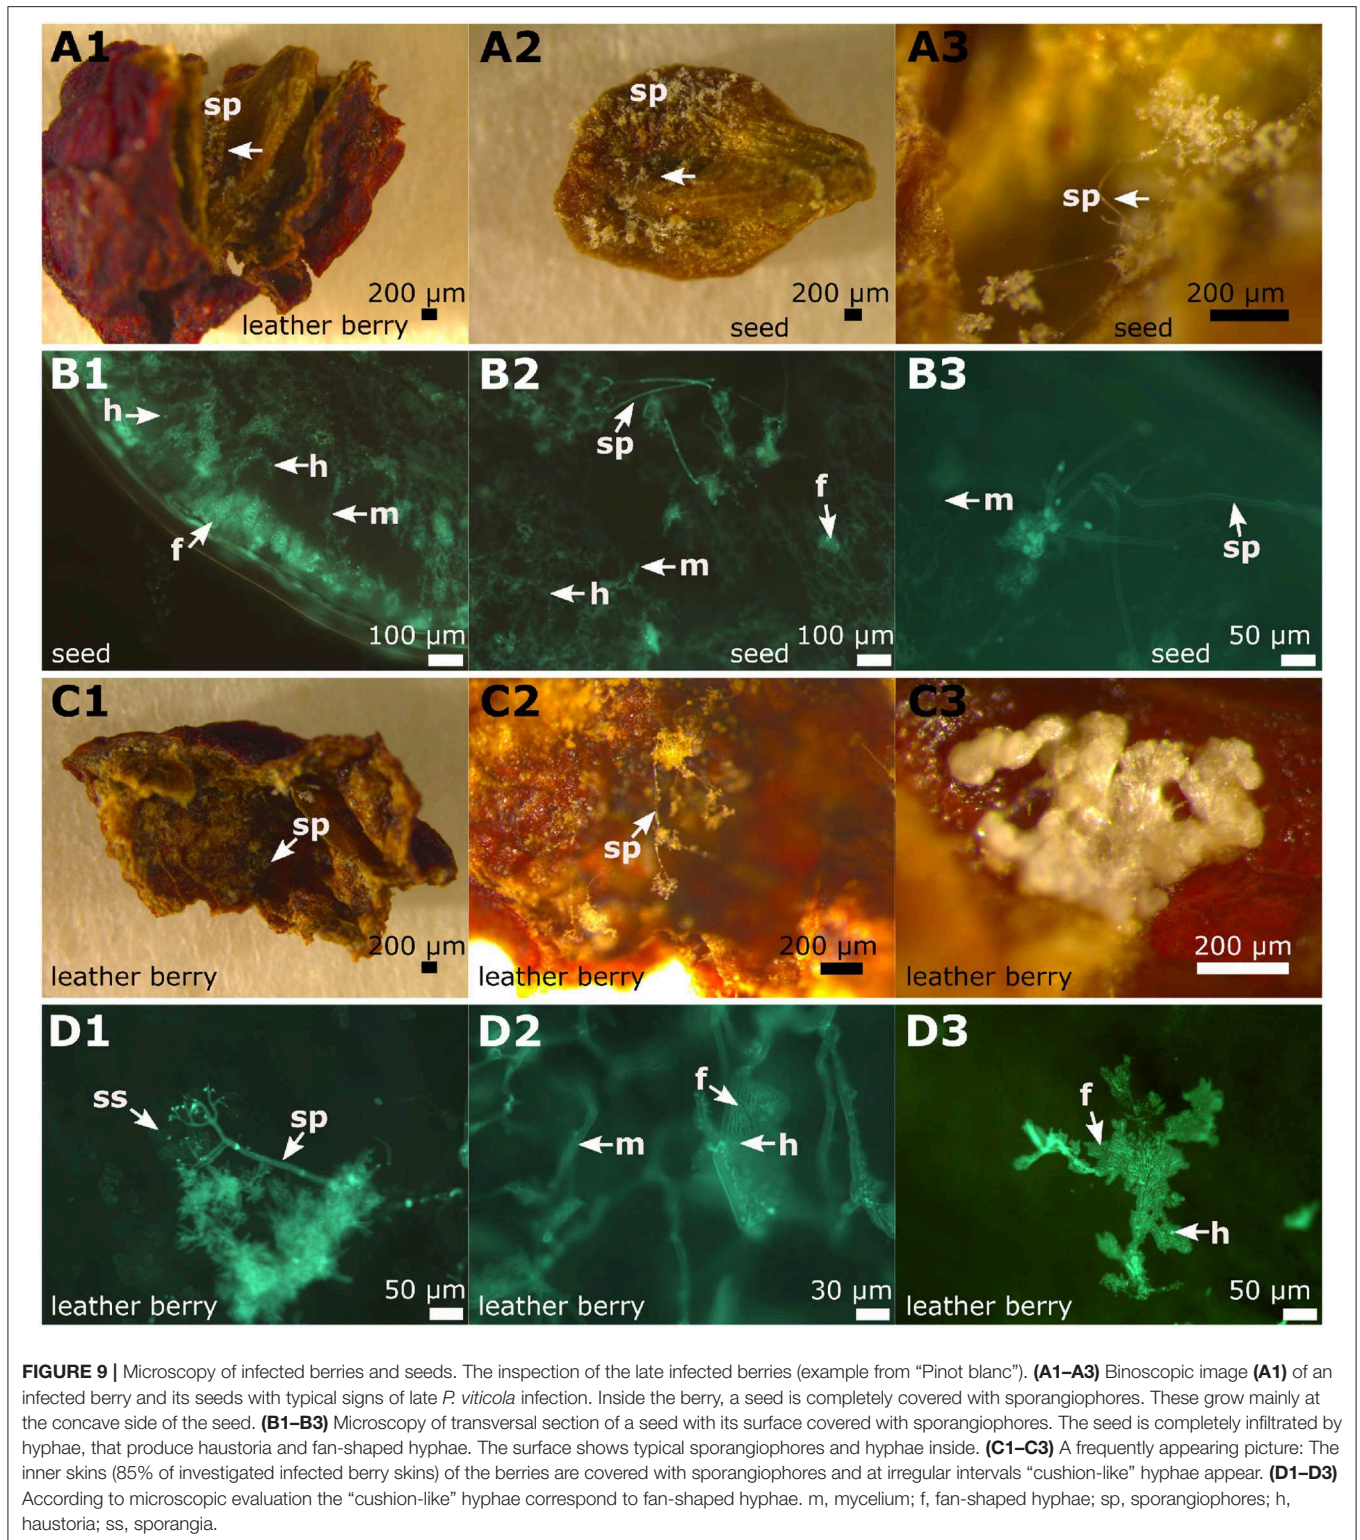 A1
sp
200 µm
leather berry
A2
sp
200 µm
seed
A3
sp
200 µm
seed
B1
h
h
m
f
100 µm
seed
B2
sp
f
m
h
100 µm
seed
B3
m
sp
50 µm
seed
C1
sp
200 µm
leather berry
C2
sp
200 µm
leather berry
C3
200 µm
leather berry
D1
ss
sp
50 µm
leather berry
D2
f
m
h
30 µm
leather berry
D3
f
h
50 µm
leather berry
FIGURE 9 | Microscopy of infected berries and seeds. The inspection of the late infected berries (example from “Pinot blanc”). (A1–A3) Binoscopic image (A1) of an
infected berry and its seeds with typical signs of late P. viticola infection. Inside the berry, a seed is completely covered with sporangiophores. These grow mainly at
the concave side of the seed. (B1–B3) Microscopy of transversal section of a seed with its surface covered with sporangiophores. The seed is completely infiltrated by
hyphae, that produce haustoria and fan-shaped hyphae. The surface shows typical sporangiophores and hyphae inside. (C1–C3) A frequently appearing picture: The
inner skins (85% of investigated infected berry skins) of the berries are covered with sporangiophores and at irregular intervals “cushion-like” hyphae appear. (D1–D3)
According to microscopic evaluation the “cushion-like” hyphae correspond to fan-shaped hyphae. m, mycelium; f, fan-shaped hyphae; sp, sporangiophores; h,
haustoria; ss, sporangia.